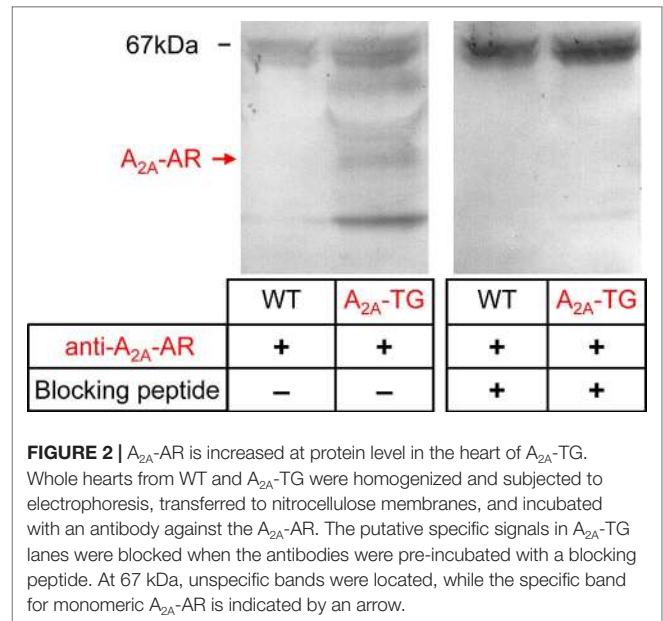 67kDa –
A2A-AR →
WT A2A-TG WT A2A-TG
anti-A2A-AR + + + +
Blocking peptide – – + +
FIGURE 2 | A2A-AR is increased at protein level in the heart of A2A-TG.
Whole hearts from WT and A2A-TG were homogenized and subjected to
electrophoresis, transferred to nitrocellulose membranes, and incubated
with an antibody against the A2A-AR. The putative specific signals in A2A-TG
lanes were blocked when the antibodies were pre-incubated with a blocking
peptide. At 67 kDa, unspecific bands were located, while the specific band
for monomeric A2A-AR is indicated by an arrow.